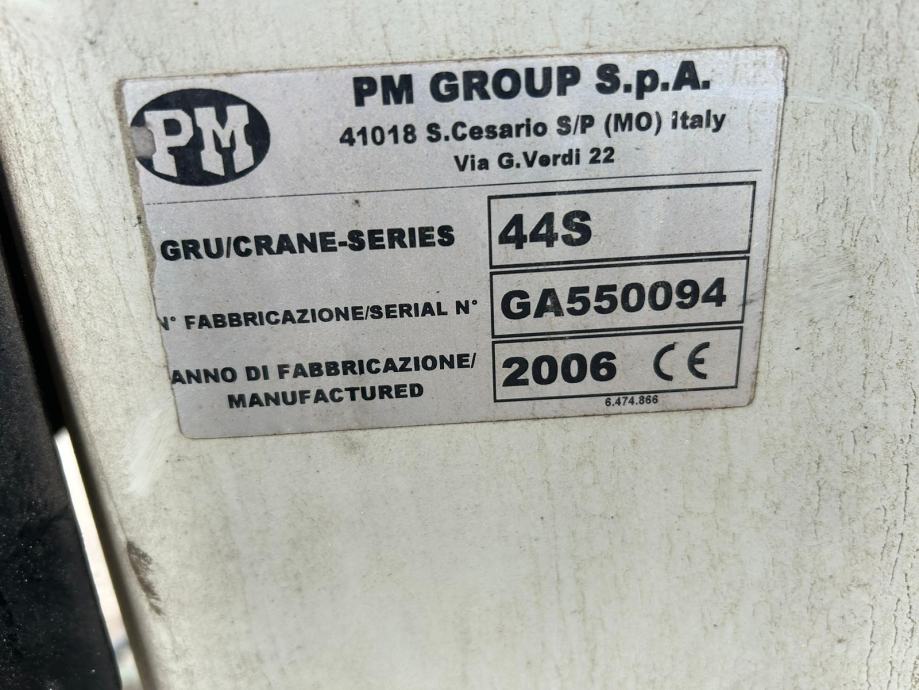 PM
PM GROUP S.p.A.
41018 S.Cesario S/P (MO) Italy
Via G.Verdi 22
GRU/CRANE-SERIES 44S
N° FABBRICAZIONE/SERIAL N° GA550094
ANNO DI FABBRICAZIONE/
MANUFACTURED 2006 CE
6.474.866